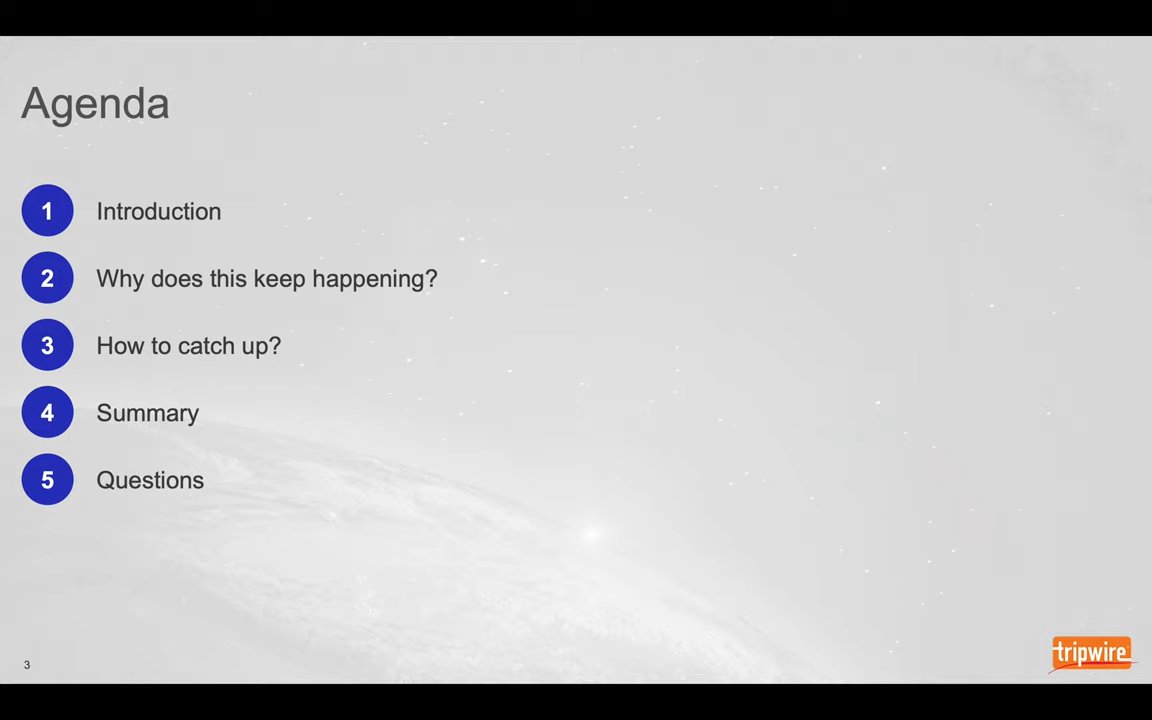 Agenda
1 Introduction
2 Why does this keep happening?
3 How to catch up?
4 Summary
5 Questions
3
tripwire